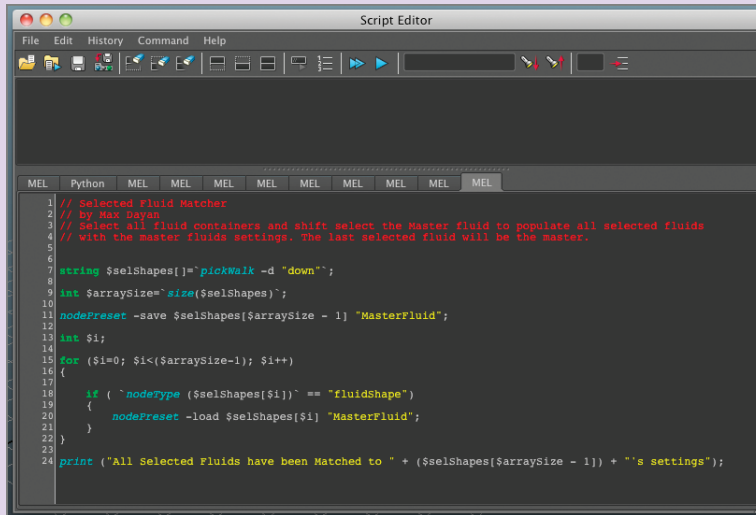 Script Editor
File Edit History Command Help
MEL Python MEL MEL MEL MEL MEL MEL MEL MEL MEL
1 // Selected Fluid Matcher
2 // by Max Dayan
3 // Select all fluid containers and shift select the Master fluid to populate all selected fluids
4 // with the master fluids settings. The last selected fluid will be the master.
5
6
7 string $selShapes[]=`pickWalk -d "down"`;
8
9 int $arraySize=`size($selShapes)`;
10
11 nodePreset -save $selShapes[$arraySize - 1] "MasterFluid";
12
13 int $i;
14
15 for ($i=0; $i<($arraySize-1); $i++)
16 {
17
18 if ( `nodeType ($selShapes[$i])` == "fluidShape")
19 {
20 nodePreset -load $selShapes[$i] "MasterFluid";
21 }
22 }
23
24 print ("All Selected Fluids have been Matched to " + ($selShapes[$arraySize - 1]) + "`s settings");